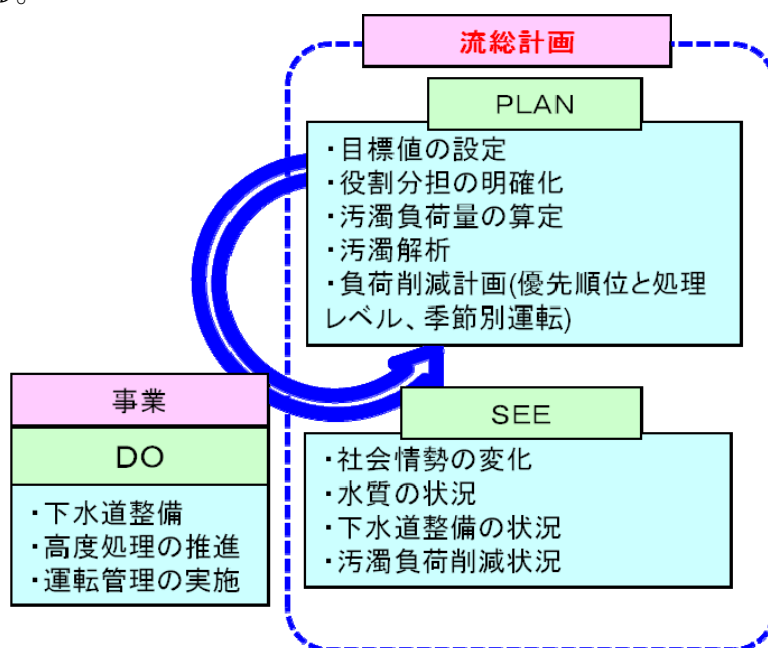 る。
流総計画
PLAN
・目標値の設定
・役割分担の明確化
・汚濁負荷量の算定
・汚濁解析
・負荷削減計画(優先順位と処理
レベル、季節別運転)
事業
DO
・下水道整備
・高度処理の推進
・運転管理の実施
SEE
・社会情勢の変化
・水質の状況
・下水道整備の状況
・汚濁負荷削減状況